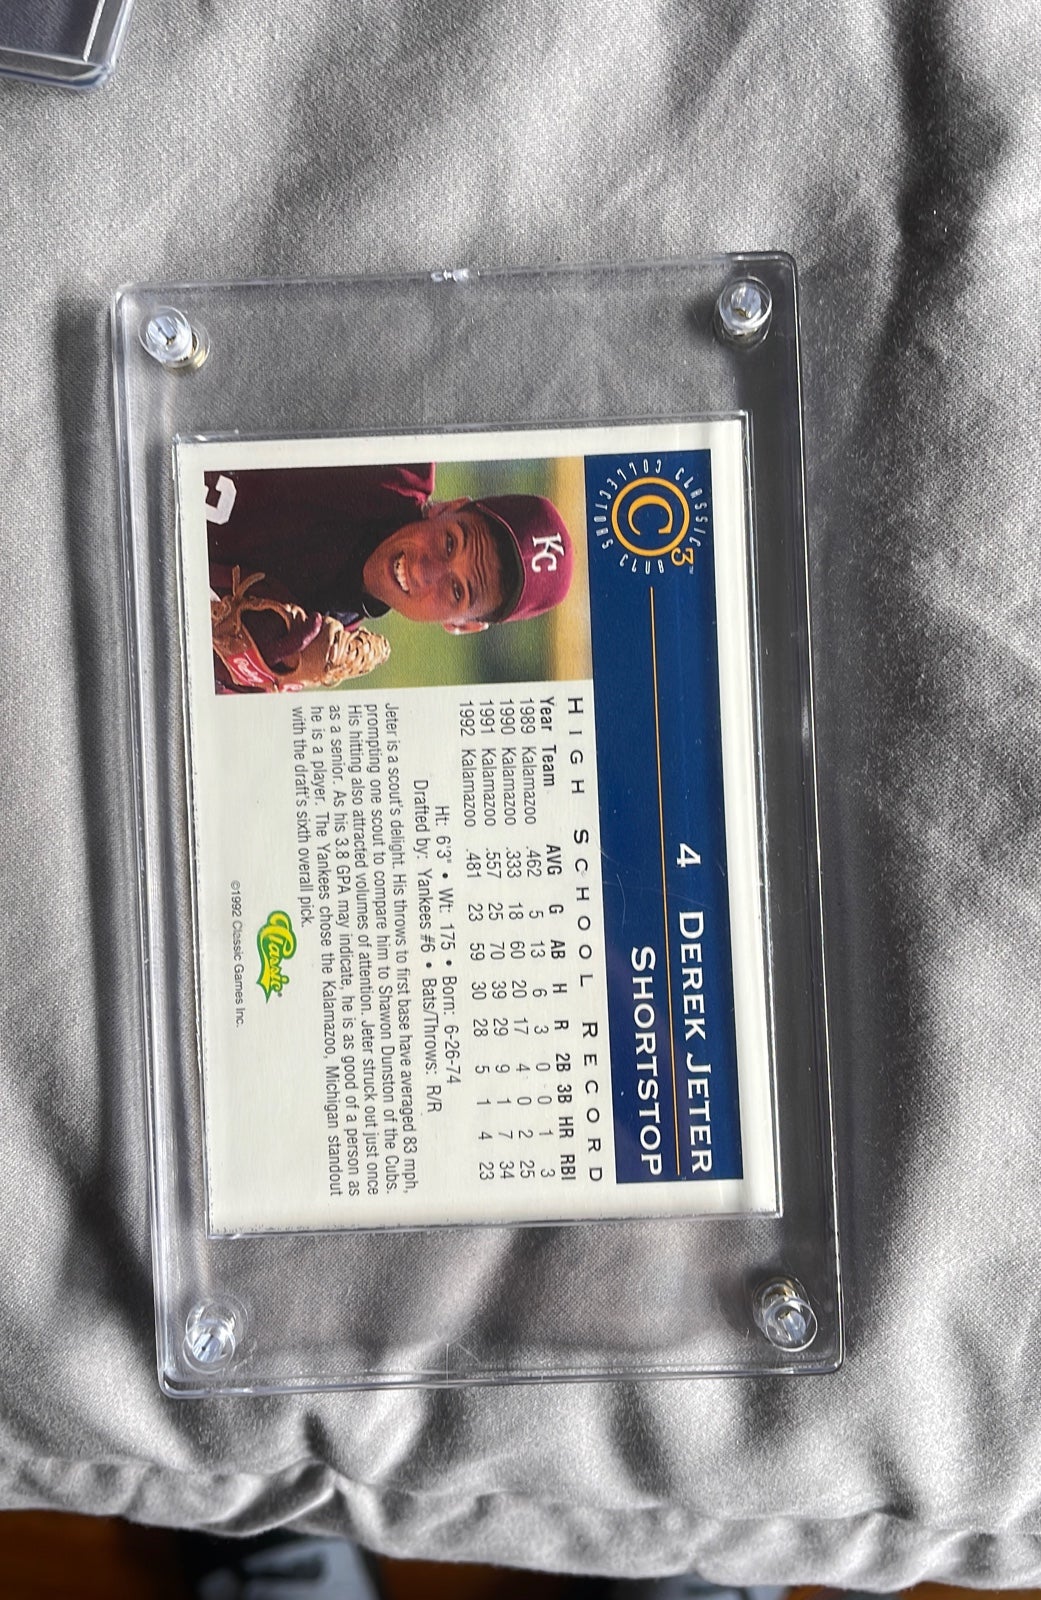 CLASSIC COLLECTORS CLUB
C3™
4 DEREK JETER
SHORTSTOP
KC
2
Rawlings
HIGH SCHOOL RECORD
Year Team AVG G AB H R 2B 3B HR RBI
1989 Kalamazoo .462 5 13 6 3 0 0 1 3
1990 Kalamazoo .333 18 60 20 17 4 0 2 25
1991 Kalamazoo .557 25 70 39 29 9 1 7 34
1992 Kalamazoo .481 23 59 30 28 5 1 4 23
Ht: 6'3" • Wt: 175 • Born: 6-26-74
Drafted by: Yankees #6 • Bats/Throws: R/R
Jeter is a scout's delight. His throws to first base have averaged 83 mph,
prompting one scout to compare him to Shawon Dunston of the Cubs.
His hitting also attracted volumes of attention. Jeter struck out just once
as a senior. As his 3.8 GPA may indicate, he is as good of a person as
he is a player. The Yankees chose the Kalamazoo, Michigan standout
with the draft's sixth overall pick.
Classic®
©1992 Classic Games Inc.